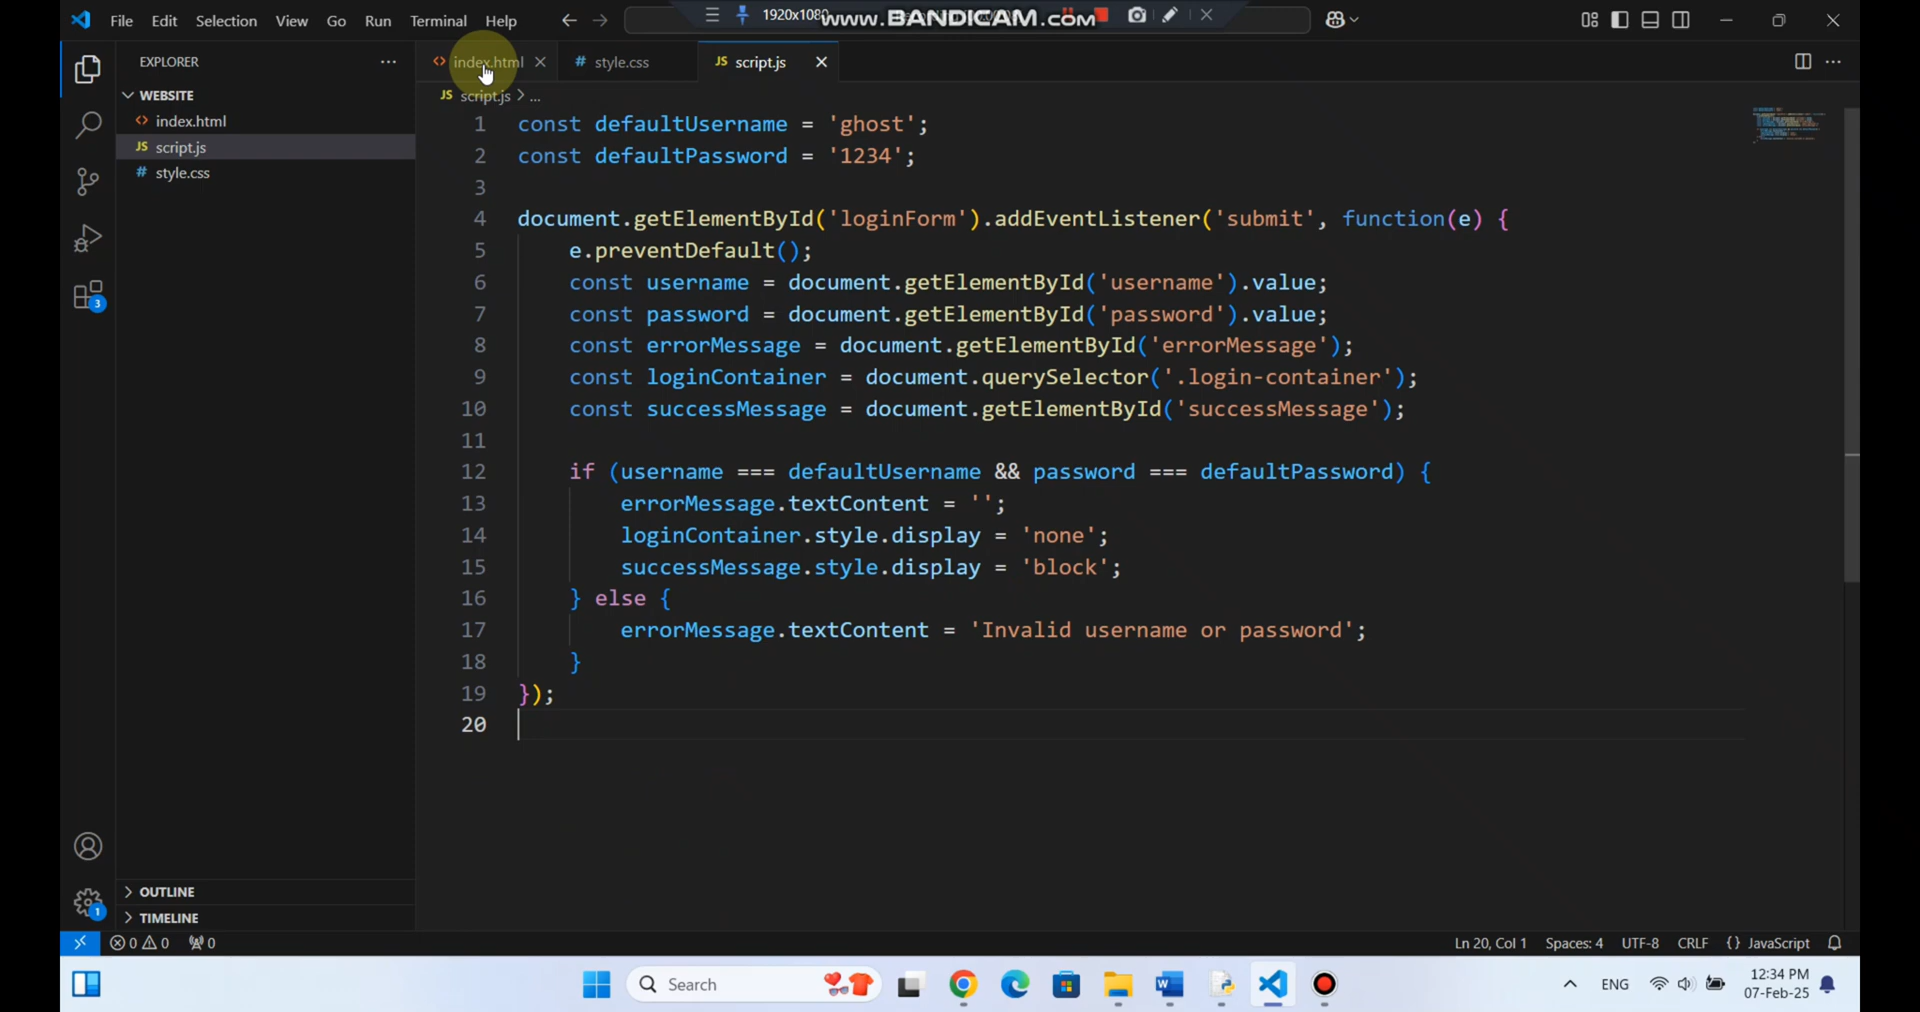 File Edit Selection View Go Run Terminal Help
1920x1080
www.BANDICAM.com
EXPLORER
index.html
# style.css
JS script.js
JS script.js > ...
WEBSITE
index.html
JS script.js
# style.css
1 const defaultUsername = 'ghost';
2 const defaultPassword = '1234';
3
4 document.getElementById('loginForm').addEventListener('submit', function(e) {
5 e.preventDefault();
6 const username = document.getElementById('username').value;
7 const password = document.getElementById('password').value;
8 const errorMessage = document.getElementById('errorMessage');
9 const loginContainer = document.querySelector('.login-container');
10 const successMessage = document.getElementById('successMessage');
11
12 if (username === defaultUsername && password === defaultPassword) {
13 errorMessage.textContent = '';
14 loginContainer.style.display = 'none';
15 successMessage.style.display = 'block';
16 } else {
17 errorMessage.textContent = 'Invalid username or password';
18 }
19 });
20
3
1
OUTLINE
TIMELINE
0 0 0
Ln 20, Col 1 Spaces: 4 UTF-8 CRLF {} JavaScript
Search
ENG
12:34 PM
07-Feb-25